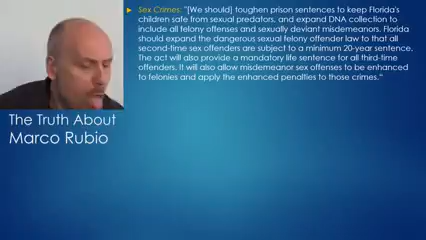 Sex Crimes: "[We should] toughen prison sentences to keep Florida's
children safe from sexual predators, and expand DNA collection to
include all felony offenses and sexually deviant misdemeanors. Florida
should expand the dangerous sexual felony offender law to that all
second-time sex offenders are subject to a minimum 20-year sentence.
The act will also provide a mandatory life sentence for all third-time
offenders. It will also allow misdemeanor sex offenses to be enhanced
to felonies and apply the enhanced penalties to those crimes."
The Truth About
Marco Rubio